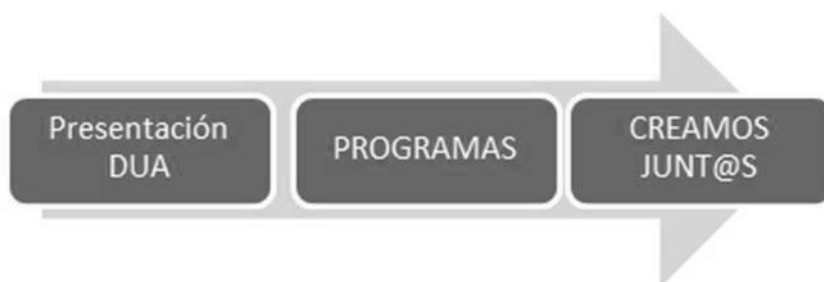 Presentación
DUA
PROGRAMAS
CREAMOS
JUNT@S